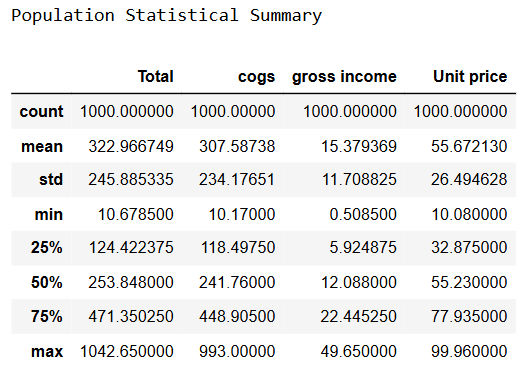 Population Statistical Summary
Total cogs gross income Unit price
count 1000.000000 1000.00000 1000.000000 1000.000000
mean 322.966749 307.58738 15.379369 55.672130
std 245.885335 234.17651 11.708825 26.494628
min 10.678500 10.17000 0.508500 10.080000
25% 124.422375 118.49750 5.924875 32.875000
50% 253.848000 241.76000 12.088000 55.230000
75% 471.350250 448.90500 22.445250 77.935000
max 1042.650000 993.00000 49.650000 99.960000